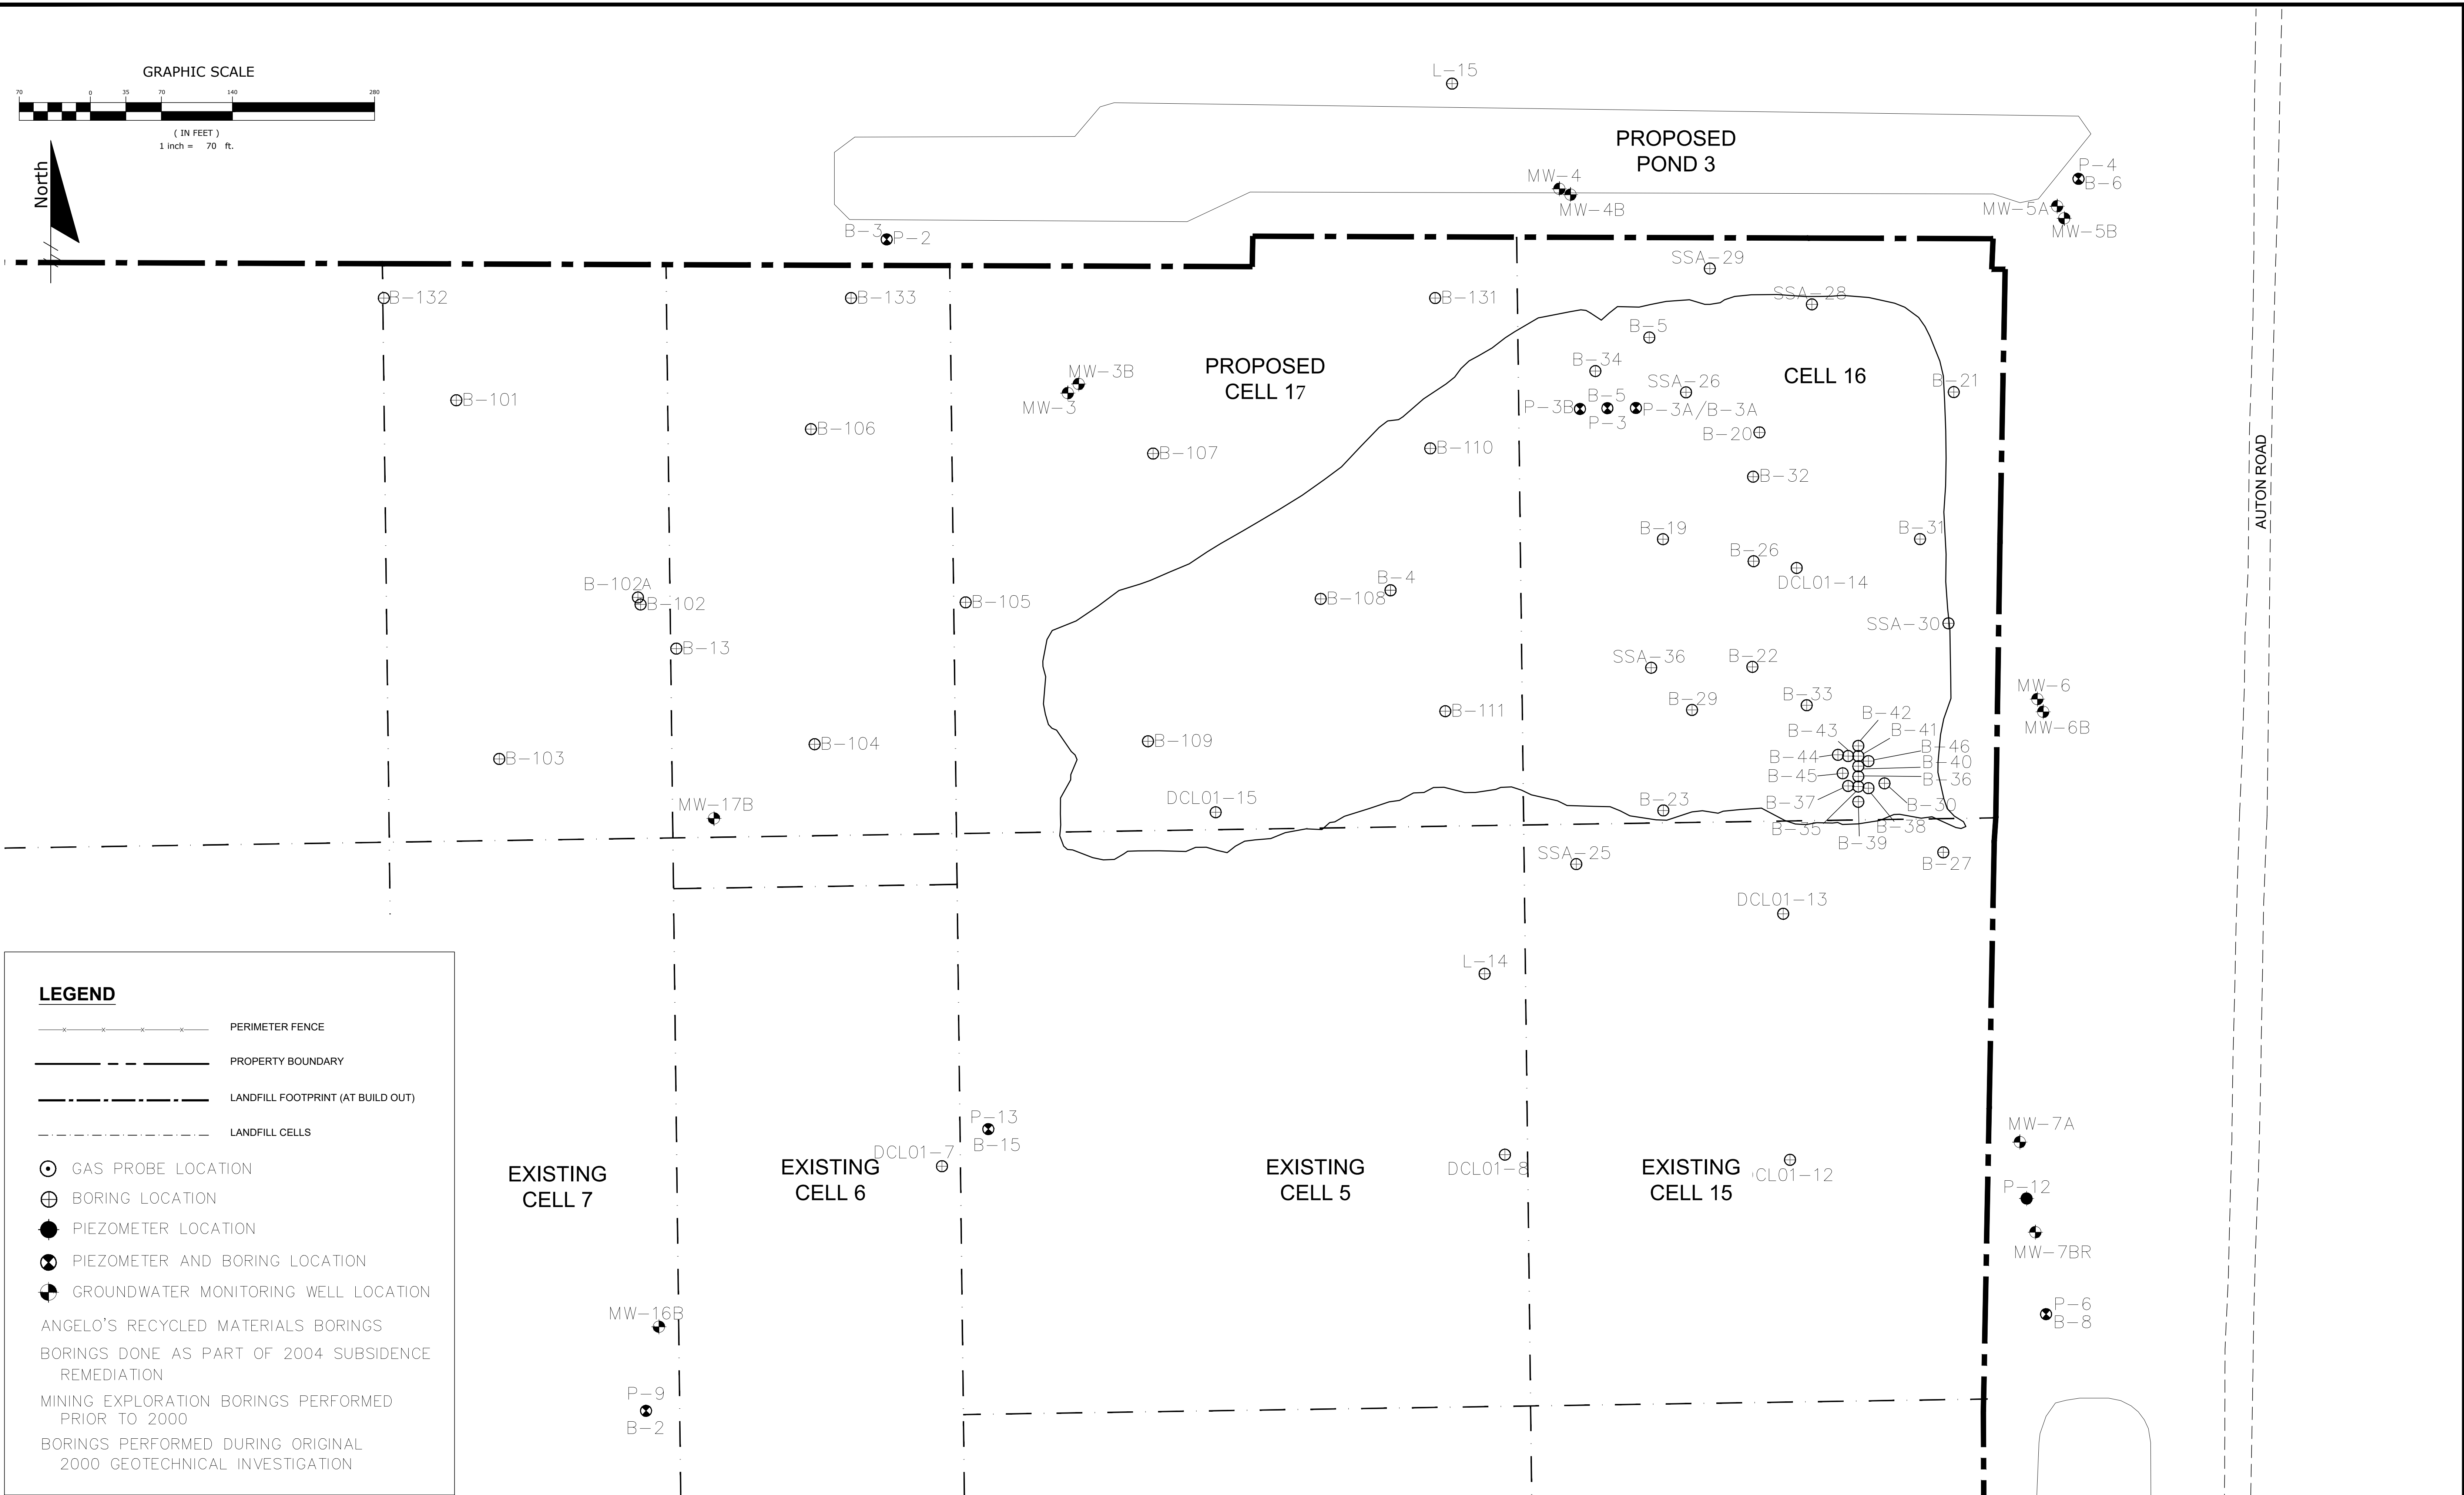 GRAPHIC SCALE
70 0 35 70 140 280
( IN FEET )
1 inch = 70 ft.
North
L-15
PROPOSED
POND 3
MW-4
MW-4B
P-4
B-6
MW-5A
MW-5B
B-3
P-2
SSA-29
B-132
B-133
B-131
SSA-28
B-5
B-34
PROPOSED
CELL 17
CELL 16
MW-3B
MW-3
SSA-26
B-21
B-101
P-3B
B-5
P-3
P-3A/B-3A
B-106
B-20
B-107
B-110
B-32
AUTON ROAD
B-19
B-31
B-26
DCL01-14
B-102A
B-102
B-105
B-108
B-4
SSA-30
B-13
SSA-36
B-22
MW-6
MW-6B
B-29
B-33
B-111
B-42
B-43
B-41
B-109
B-104
B-46
B-44
B-40
B-103
B-45
B-36
B-37
B-30
MW-17B
DCL01-15
B-23
B-35
B-38
B-39
SSA-25
B-27
DCL01-13
L-14
LEGEND
PERIMETER FENCE
PROPERTY BOUNDARY
LANDFILL FOOTPRINT (AT BUILD OUT)
LANDFILL CELLS
GAS PROBE LOCATION
BORING LOCATION
PIEZOMETER LOCATION
PIEZOMETER AND BORING LOCATION
GROUNDWATER MONITORING WELL LOCATION
ANGELO'S RECYCLED MATERIALS BORINGS
BORINGS DONE AS PART OF 2004 SUBSIDENCE
REMEDIATION
MINING EXPLORATION BORINGS PERFORMED
PRIOR TO 2000
BORINGS PERFORMED DURING ORIGINAL
2000 GEOTECHNICAL INVESTIGATION
P-13
B-15
DCL01-7
EXISTING
CELL 7
EXISTING
CELL 6
EXISTING
CELL 5
DCL01-8
EXISTING
CELL 15
CL01-12
MW-7A
P-12
MW-7BR
P-6
B-8
MW-16B
P-9
B-2